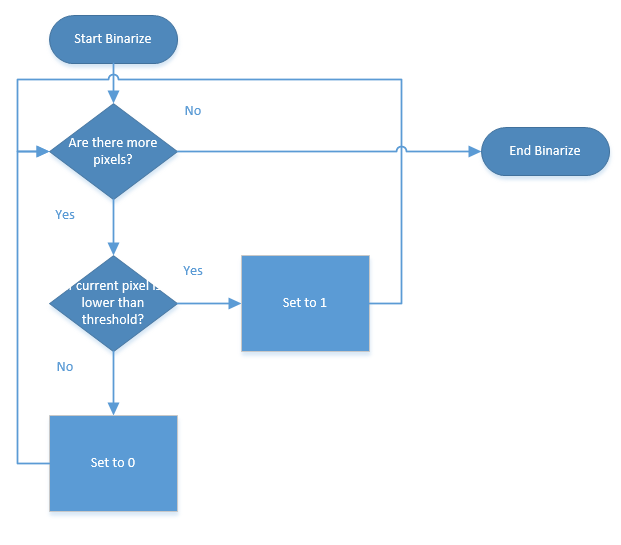 Start Binarize
No
Are there more
pixels?
End Binarize
Yes
Yes
current pixel
lower than
threshold?
Set to 1
No
Set to 0